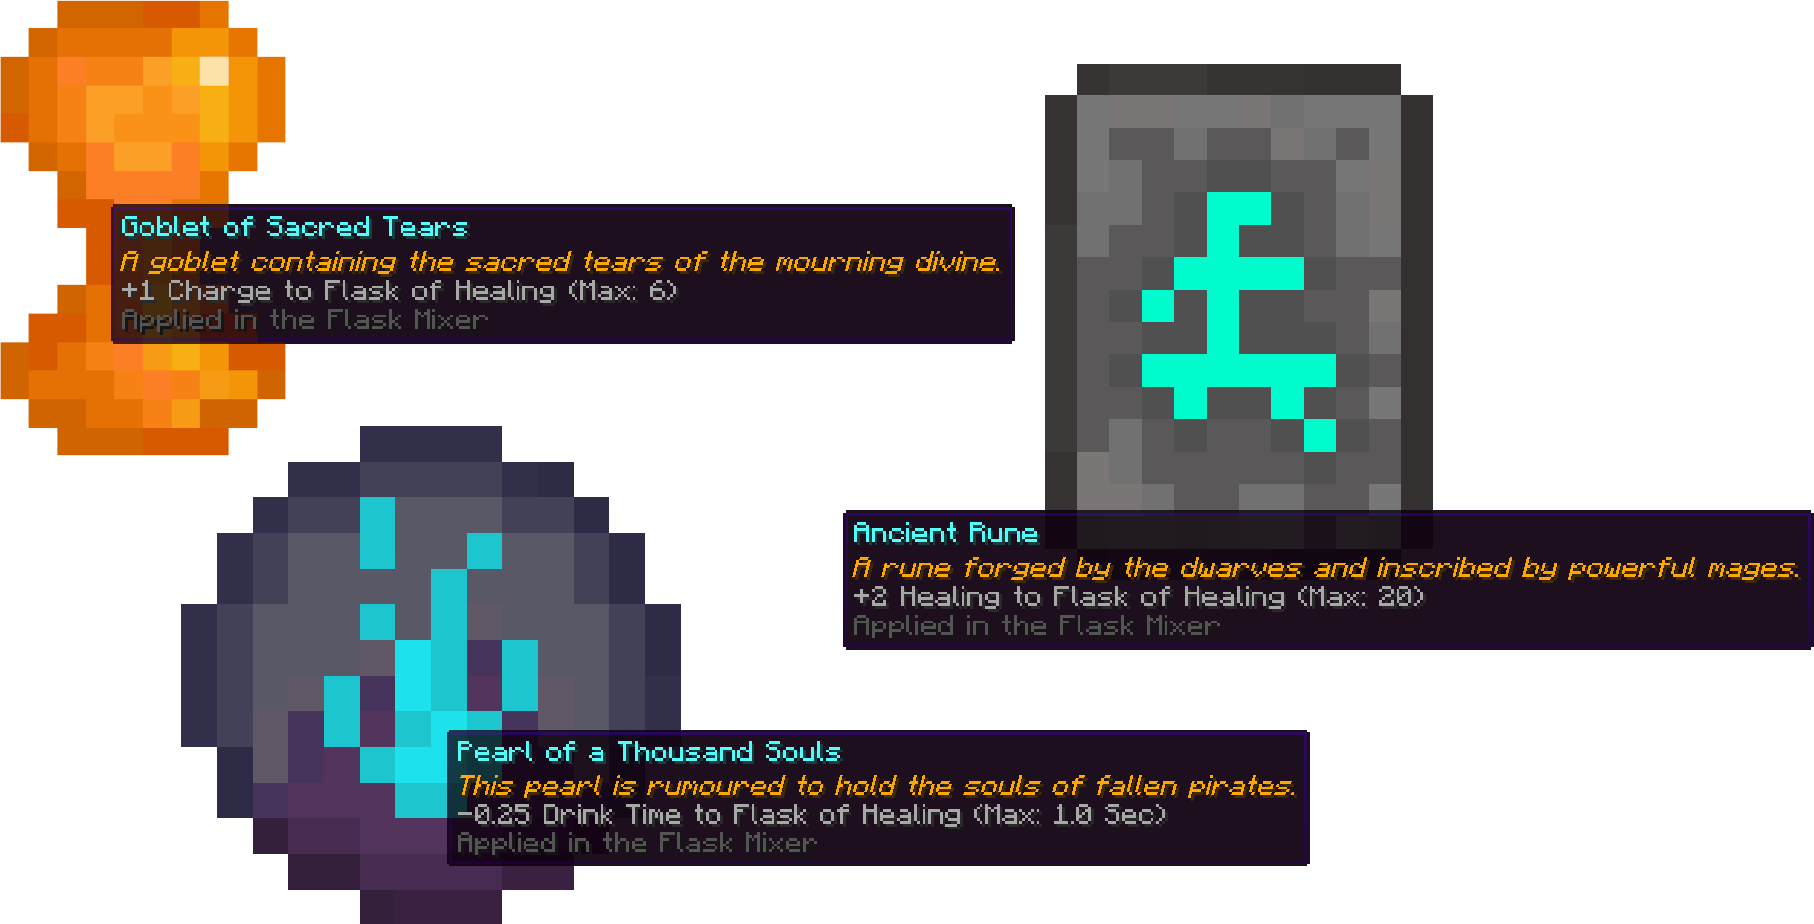 Goblet of Sacred Tears
A goblet containing the sacred tears of the mourning divine.
+1 Charge to Flask of Healing (Max: 6)
Applied in the Flask Mixer
Ancient Rune
A rune forged by the dwarves and inscribed by powerful mages.
+2 Healing to Flask of Healing (Max: 20)
Applied in the Flask Mixer
Pearl of a Thousand Souls
This pearl is rumoured to hold the souls of fallen pirates.
-0.25 Drink Time to Flask of Healing (Max: 1.0 Sec)
Applied in the Flask Mixer